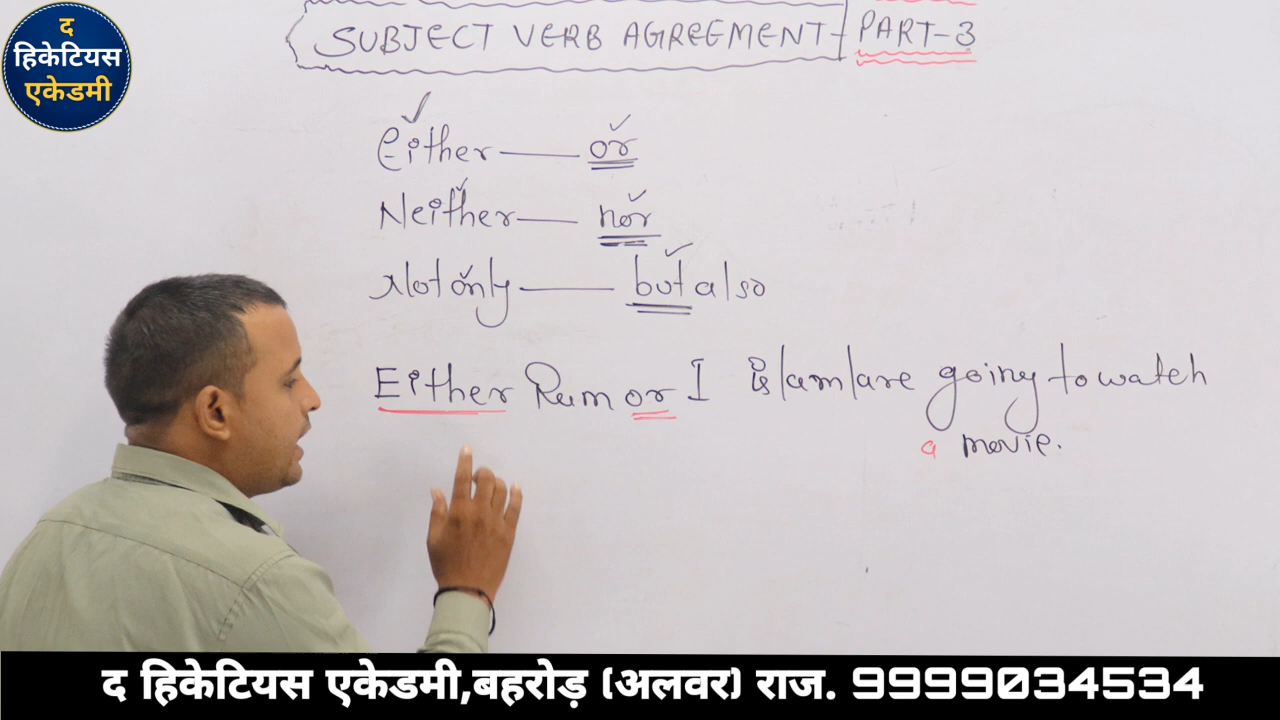 द
हिकेटियस
एकेडमी
SUBJECT VERB AGREEMENT- PART-3
Either — or
Neither — nor
Not only — but also
Either Ram or I is/am/are going to watch
a movie.
द हिकेटियस एकेडमी,बहरोड़ (अलवर) राज. 9999034534